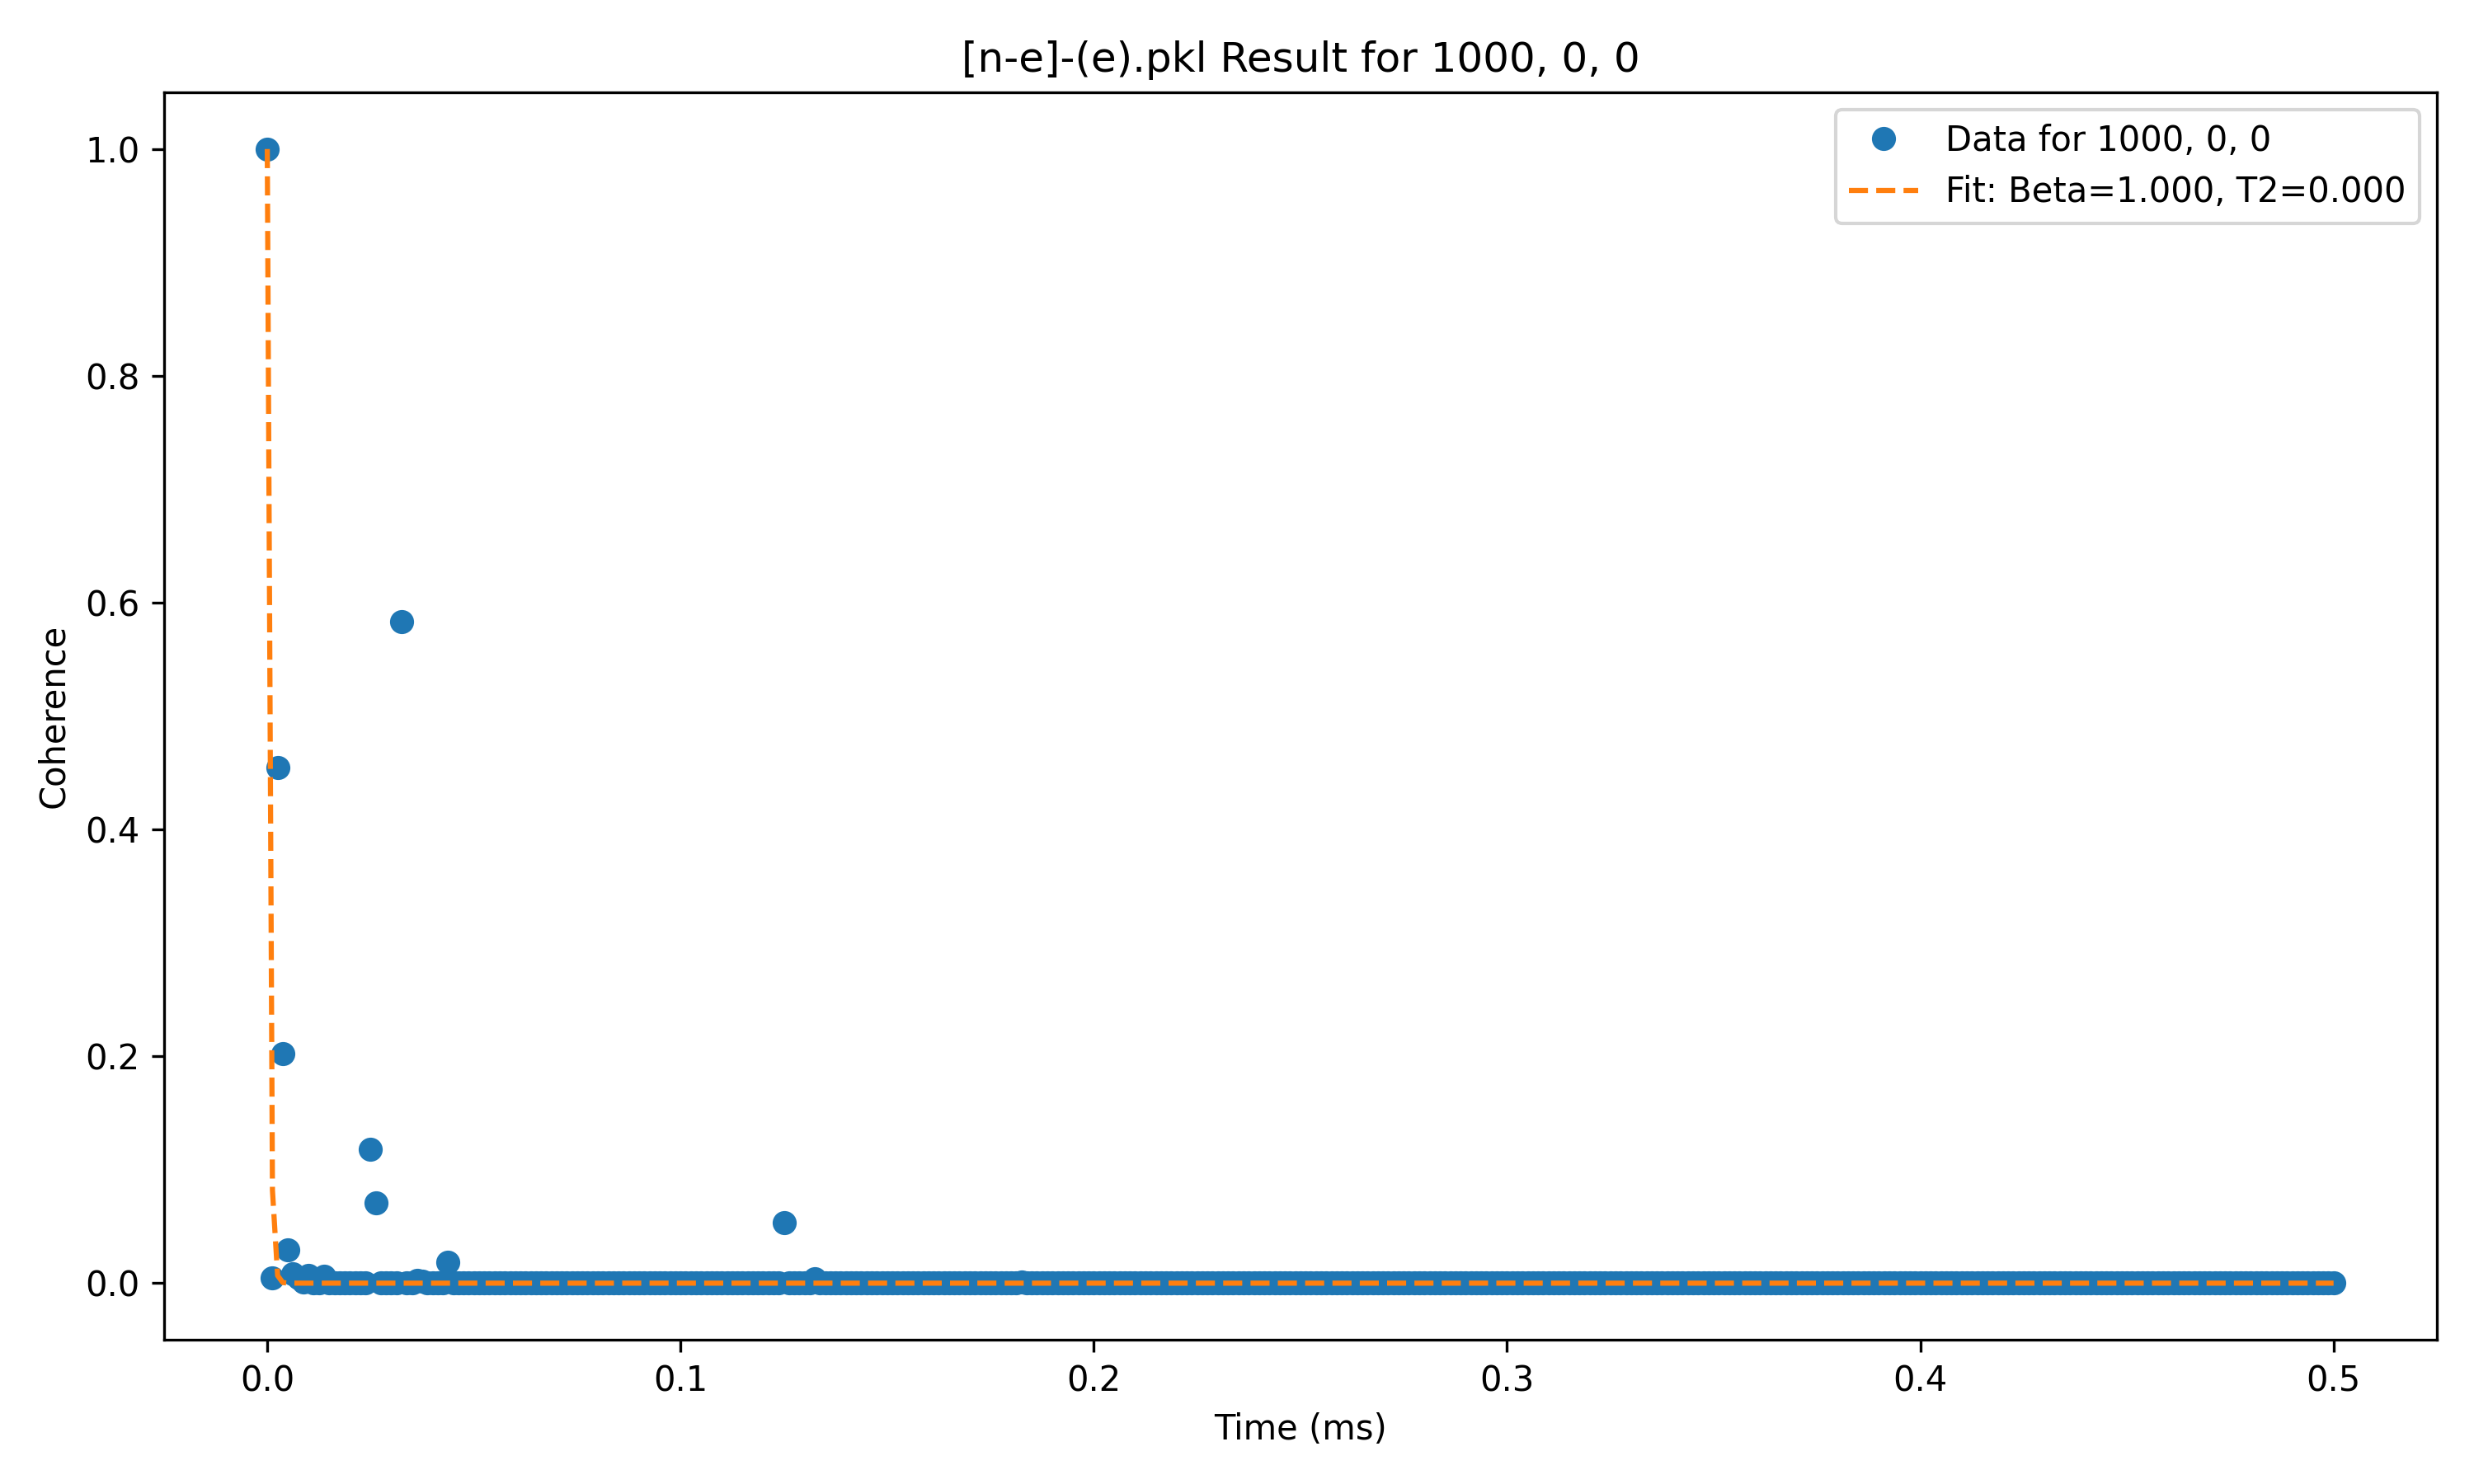 [n-e]-(e).pkl Result for 1000, 0, 0
Data for 1000, 0, 0
Fit: Beta=1.000, T2=0.000
Coherence
1.0
0.8
0.6
0.4
0.2
0.0
0.0 0.1 0.2 0.3 0.4 0.5
Time (ms)